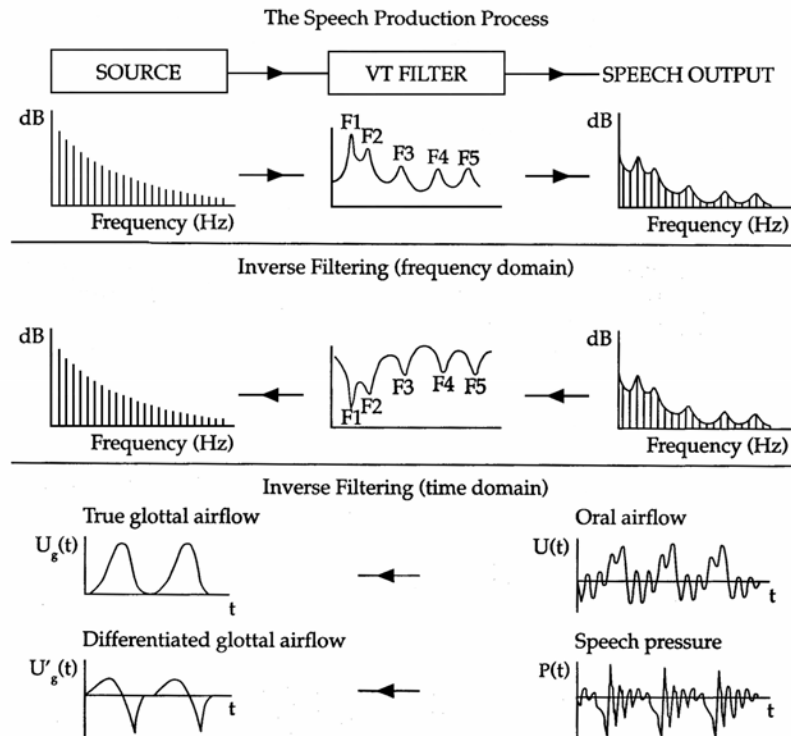 The Speech Production Process
SOURCE
VT FILTER
SPEECH OUTPUT
dB
Frequency (Hz)
F1
F2
F3
F4
F5
dB
Frequency (Hz)
Inverse Filtering (frequency domain)
dB
Frequency (Hz)
F1
F2
F3
F4
F5
dB
Frequency (Hz)
Inverse Filtering (time domain)
True glottal airflow
Ug(t)
t
Oral airflow
U(t)
t
Differentiated glottal airflow
U'g(t)
t
Speech pressure
P(t)
t